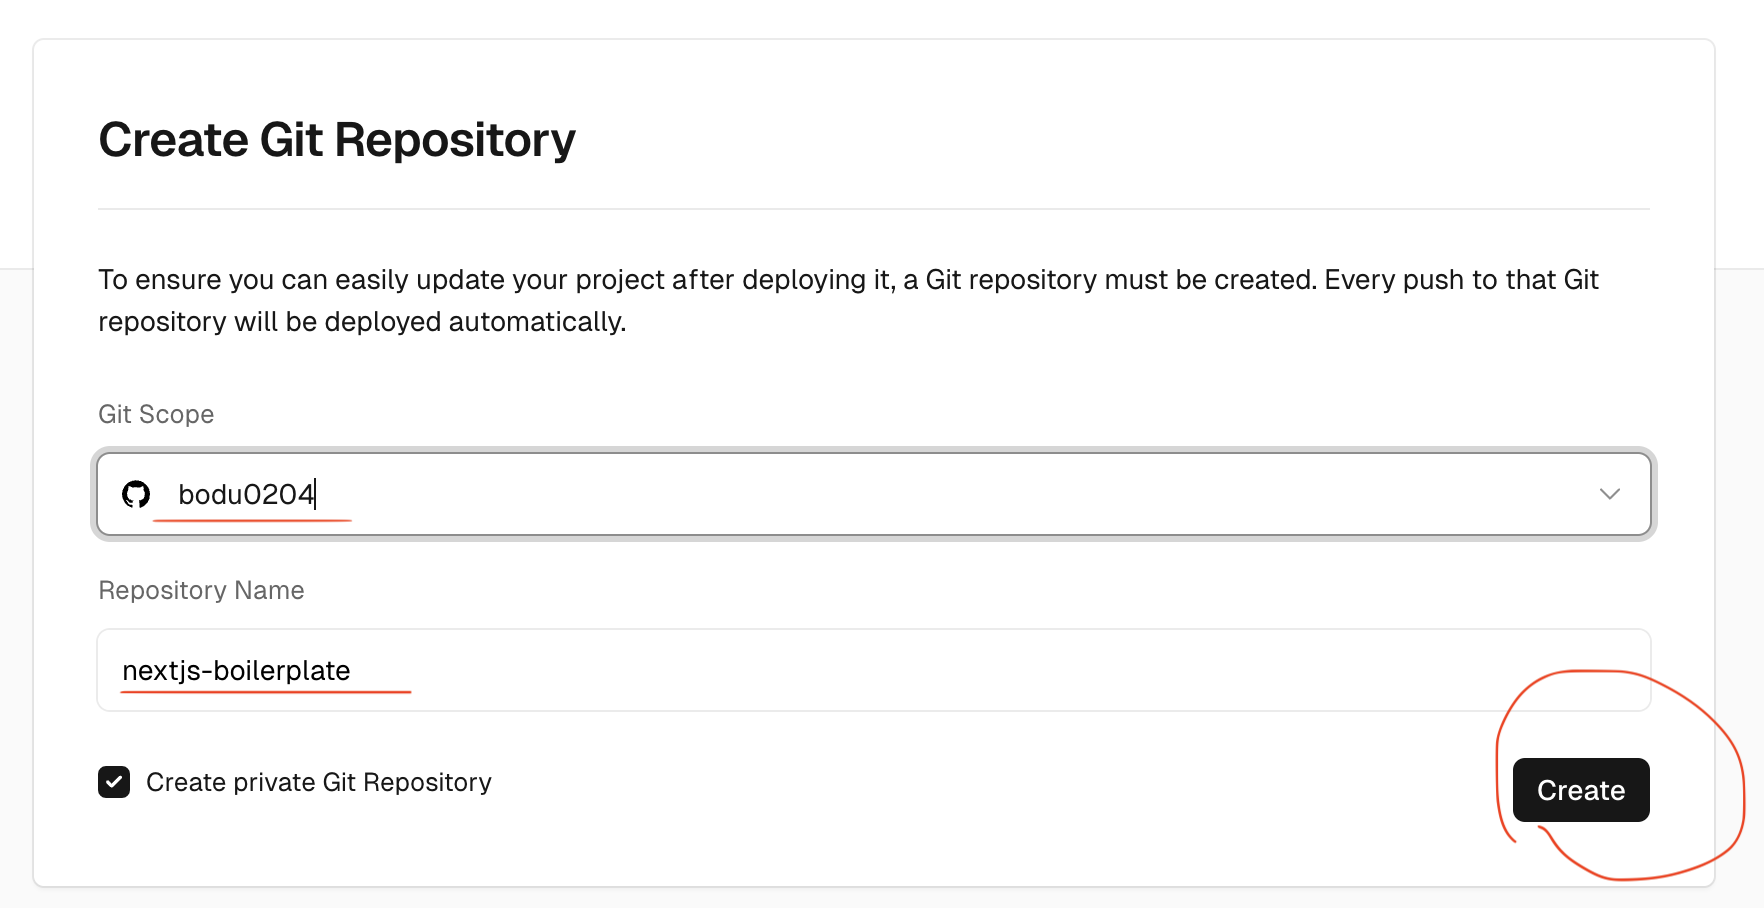 Create Git Repository
To ensure you can easily update your project after deploying it, a Git repository must be created. Every push to that Git
repository will be deployed automatically.
Git Scope
bodu0204
Repository Name
nextjs-boilerplate
Create private Git Repository
Create